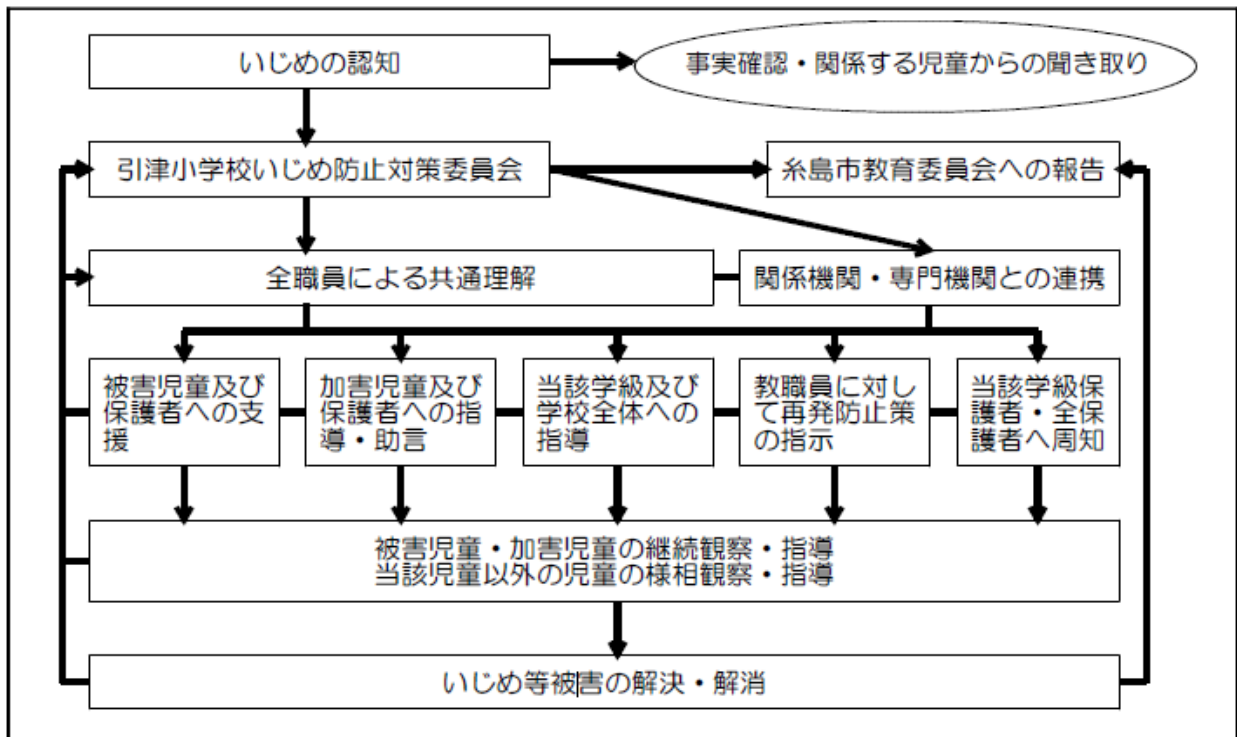 いじめの認知
事実確認・関係する児童からの聞き取り
引津小学校いじめ防止対策委員会
糸島市教育委員会への報告
全職員による共通理解
関係機関・専門機関との連携
被害児童及び
保護者への支
援
加害児童及び
保護者への指
導・助言
当該学級及び
学校全体への
指導
教職員に対し
て再発防止策
の指示
当該学級保
護者・全保
護者へ周知
被害児童・加害児童の継続観察・指導
当該児童以外の児童の様相観察・指導
いじめ等被害の解決・解消